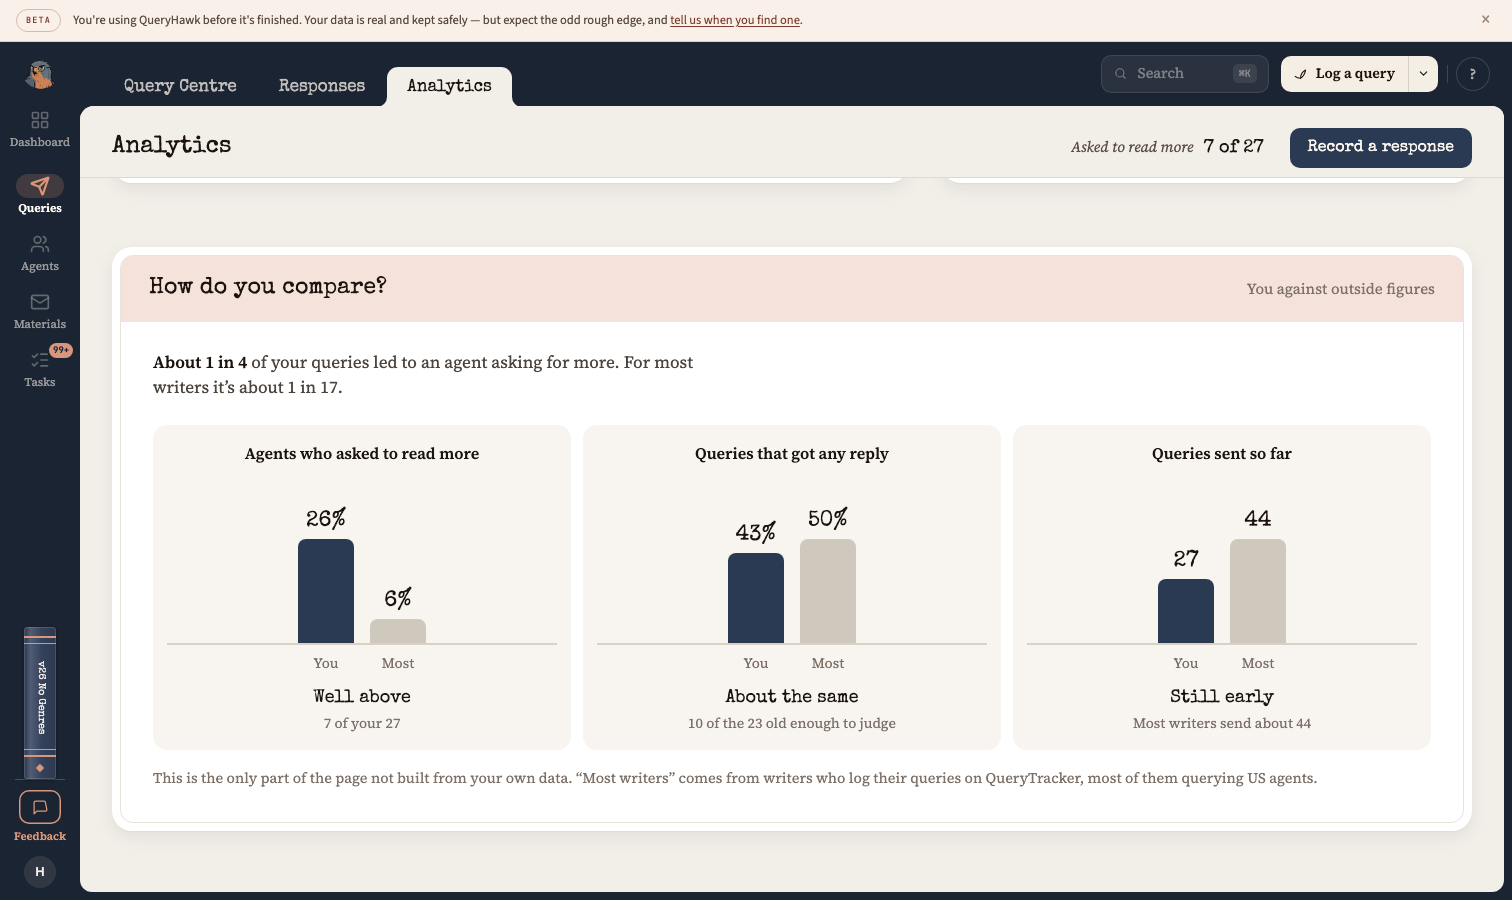 BETA
You're using QueryHawk before it's finished. Your data is real and kept safely — but expect the odd rough edge, and tell us when you find one.
×
Query Centre
Responses
Analytics
Search
⌘K
Log a query
?
Dashboard
Queries
Agents
Materials
99+
Tasks
v26 No Genres
Feedback
H
Analytics
Asked to read more 7 of 27
Record a response
How do you compare?
You against outside figures
About 1 in 4 of your queries led to an agent asking for more. For most
writers it’s about 1 in 17.
Agents who asked to read more
26%
6%
You
Most
Well above
7 of your 27
Queries that got any reply
43%
50%
You
Most
About the same
10 of the 23 old enough to judge
Queries sent so far
27
44
You
Most
Still early
Most writers send about 44
This is the only part of the page not built from your own data. “Most writers” comes from writers who log their queries on QueryTracker, most of them querying US agents.